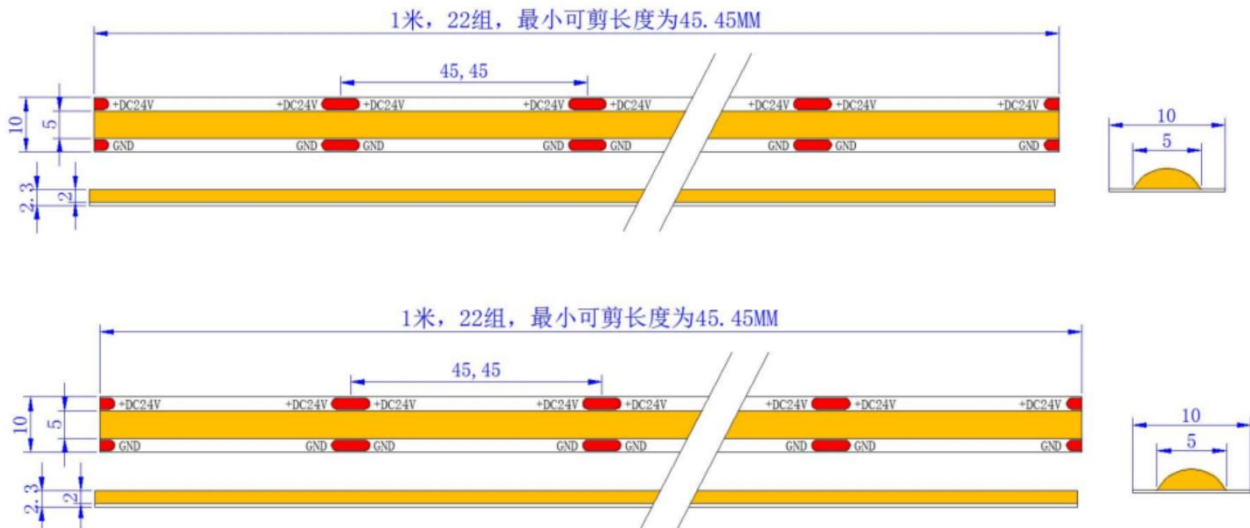 1米，22组，最小可剪长度为45.45MM
45,45
+DC24V +DC24V +DC24V +DC24V +DC24V +DC24V +DC24V +DC24V
10
5
GND GND GND GND GND GND GND GND
2.3
2
10
5
1米，22组，最小可剪长度为45.45MM
45,45
+DC24V +DC24V +DC24V +DC24V +DC24V +DC24V +DC24V +DC24V
10
5
GND GND GND GND GND GND GND GND
2.3
2
10
5